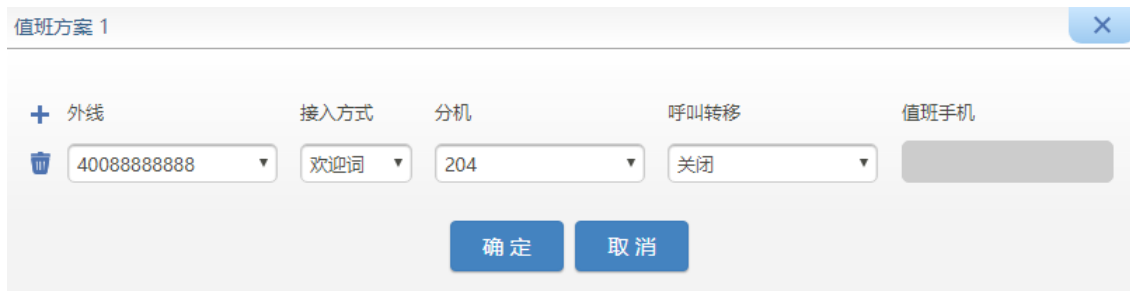 值班方案 1
外线 接入方式 分机 呼叫转移 值班手机
40088888888 欢迎词 204 关闭
确定 取消